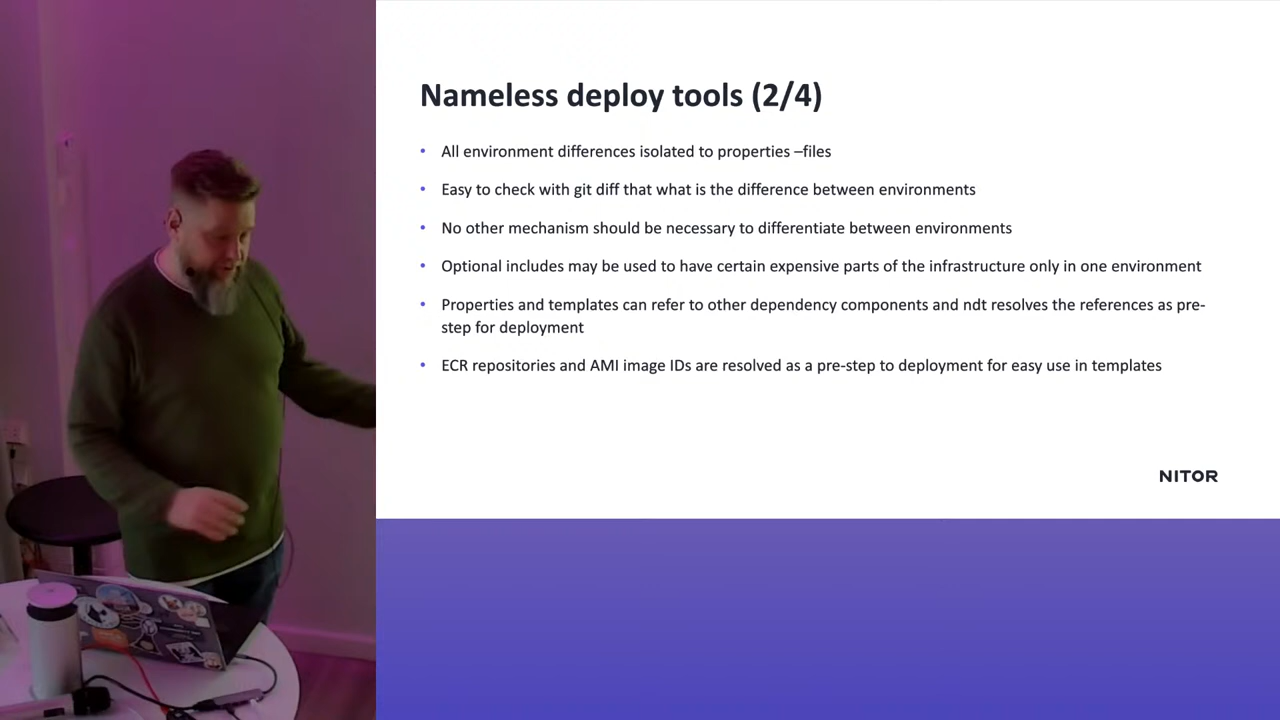 Nameless deploy tools (2/4)
• All environment differences isolated to properties –files
• Easy to check with git diff that what is the difference between environments
• No other mechanism should be necessary to differentiate between environments
• Optional includes may be used to have certain expensive parts of the infrastructure only in one environment
• Properties and templates can refer to other dependency components and ndt resolves the references as pre-
step for deployment
• ECR repositories and AMI image IDs are resolved as a pre-step to deployment for easy use in templates
NITOR